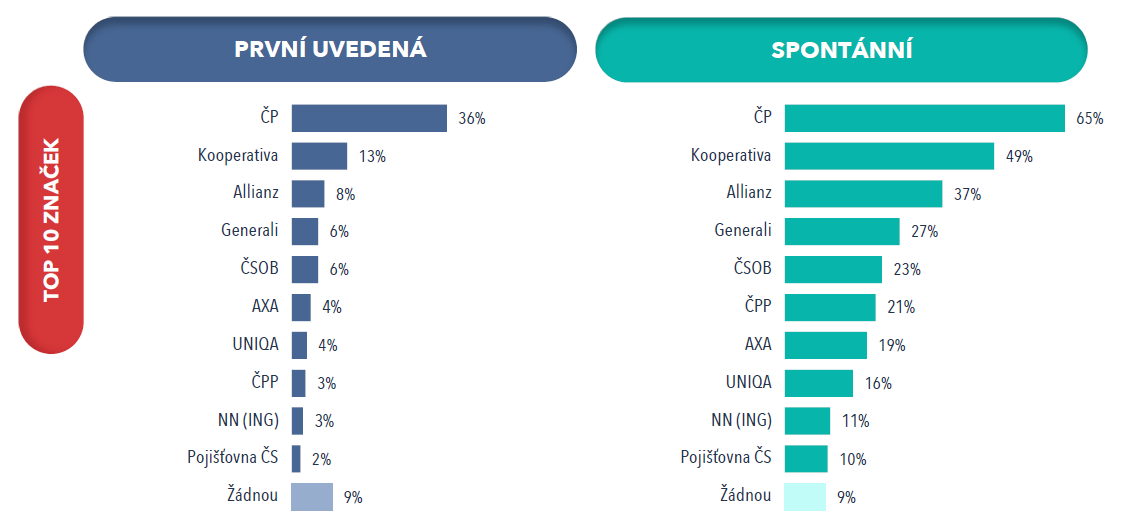 PRVNÍ UVEDENÁ
SPONTÁNNÍ
TOP 10 ZNAČEK
ČP 36%
Kooperativa 13%
Allianz 8%
Generali 6%
ČSOB 6%
AXA 4%
UNIQA 4%
ČPP 3%
NN (ING) 3%
Pojišťovna ČS 2%
Žádnou 9%
ČP 65%
Kooperativa 49%
Allianz 37%
Generali 27%
ČSOB 23%
ČPP 21%
AXA 19%
UNIQA 16%
NN (ING) 11%
Pojišťovna ČS 10%
Žádnou 9%